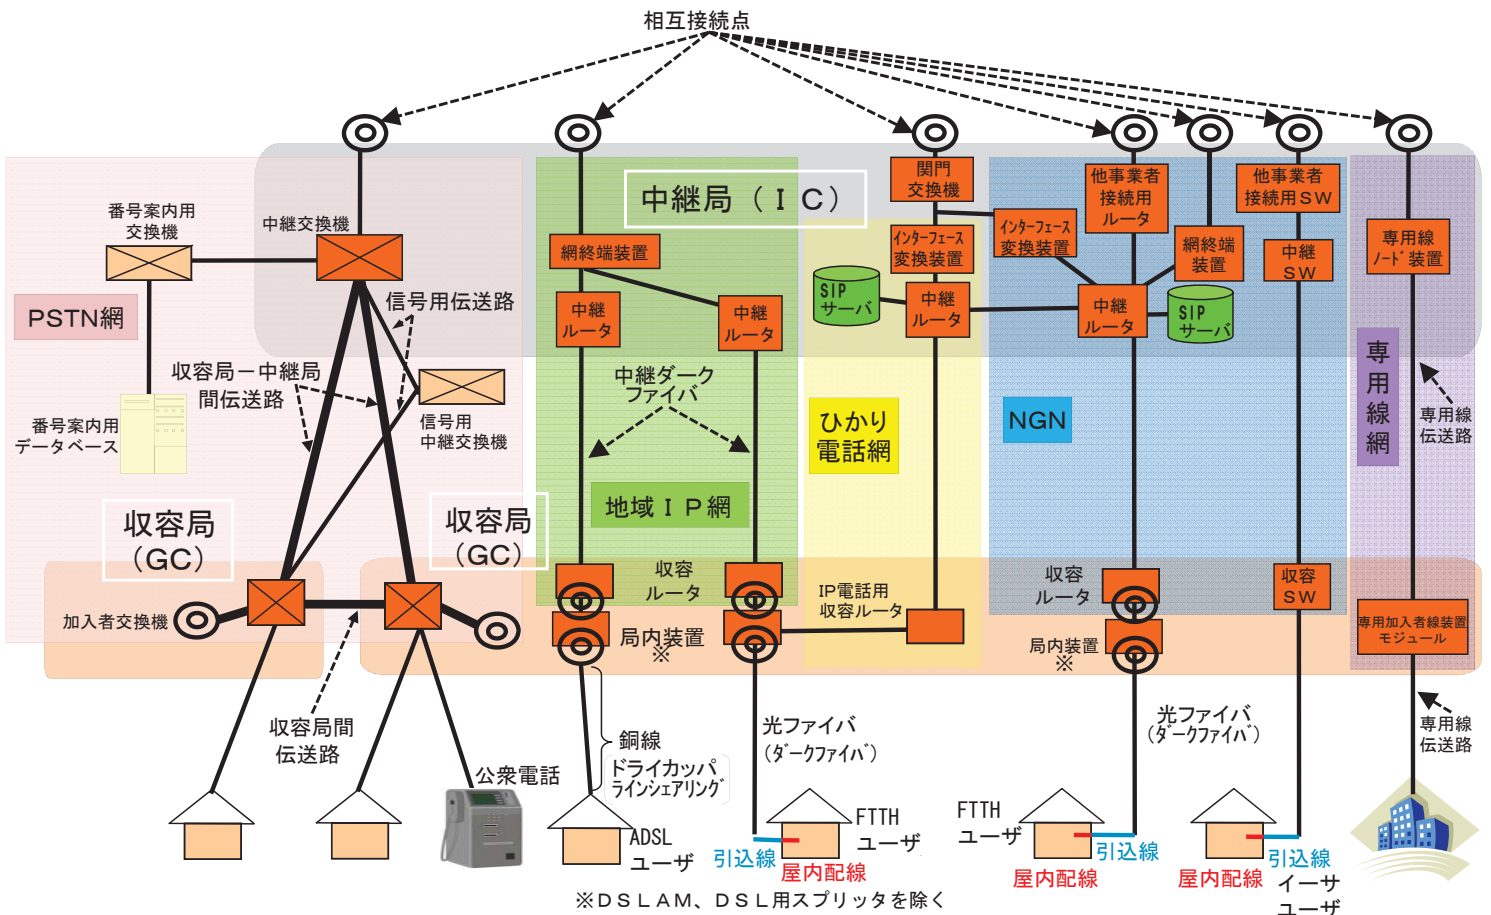 相互接続点
中継局（ＩＣ）
番号案内用
交換機
中継交換機
PSTN網
信号用伝送路
収容局－中継局
間伝送路
番号案内用
データベース
信号用
中継交換機
収容局
（GC）
収容局
（GC）
加入者交換機
収容局間
伝送路
公衆電話
網終端装置
中継
ルータ
中継
ルータ
中継ダーク
ファイバ
地域ＩＰ網
収容
ルータ
局内装置
※
銅線
ドライカッパ
ラインシェアリング
ADSL
ユーザ
光ファイバ
（ダークファイバ）
FTTH
ユーザ
引込線
屋内配線
※ＤＳＬＡＭ、ＤＳＬ用スプリッタを除く
関門
交換機
インターフェース
変換装置
SIP
サーバ
中継
ルータ
ひかり
電話網
IP電話用
収容ルータ
インターフェース
変換装置
他事業者
接続用
ルータ
網終端
装置
中継
ルータ
SIP
サーバ
NGN
収容
ルータ
局内装置
※
光ファイバ
（ダークファイバ）
FTTH
ユーザ
引込線
屋内配線
他事業者
接続用ＳＷ
中継
ＳＷ
収容
ＳＷ
引込線
屋内配線
イーサ
ユーザ
専用線
ノード装置
専用線網
専用線
伝送路
専用加入者線装置
モジュール
専用線
伝送路